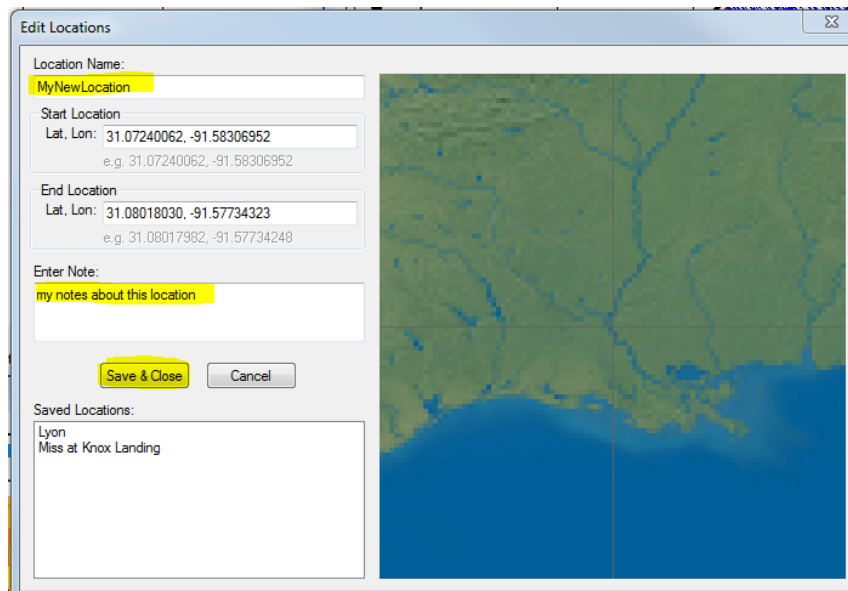 Edit Locations
Location Name:
MyNewLocation
Start Location
Lat, Lon: 31.07240062, -91.58306952
e.g. 31.07240062, -91.58306952
End Location
Lat, Lon: 31.08018030, -91.57734323
e.g. 31.08017982, -91.57734248
Enter Note:
my notes about this location
Save & Close Cancel
Saved Locations:
Lyon
Miss at Knox Landing